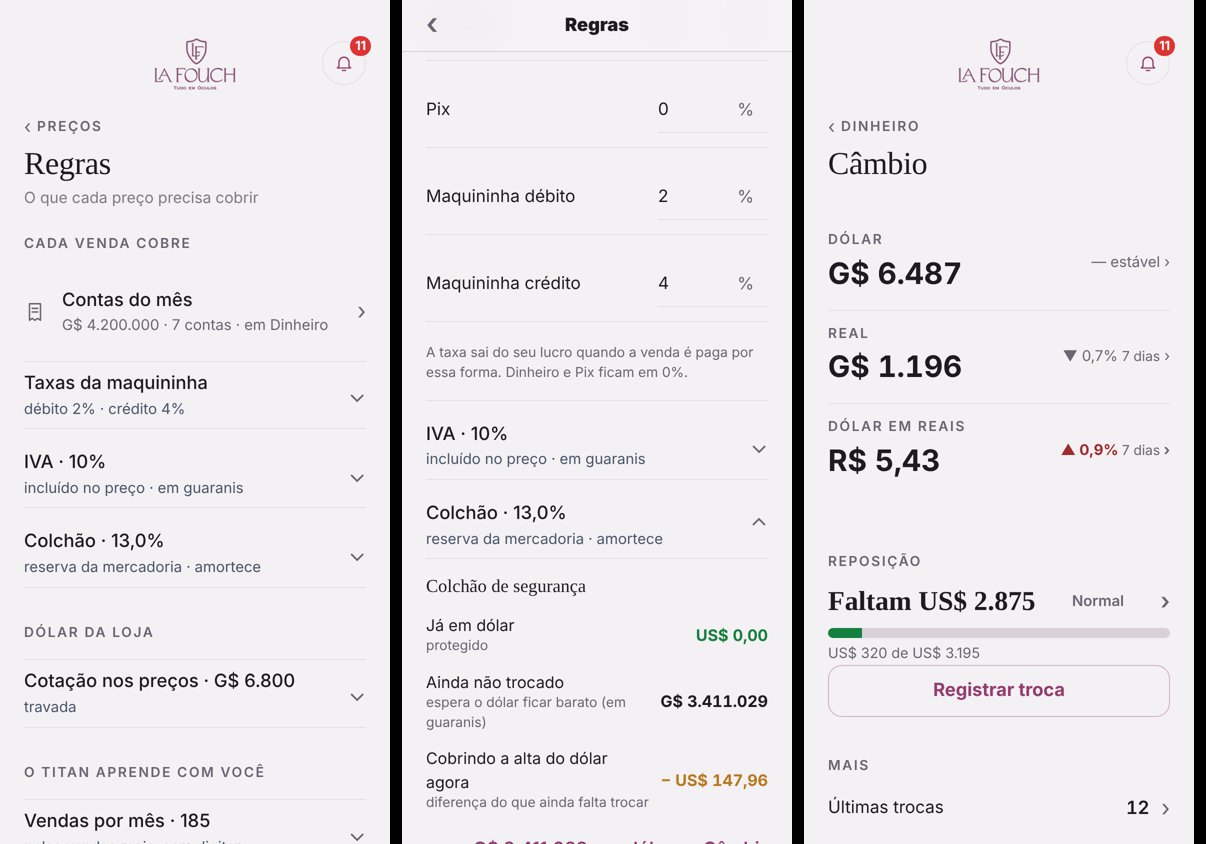 LF
LA FOUCH
TUDO EM ÓCULOS
11
‹ PREÇOS
Regras
O que cada preço precisa cobrir
CADA VENDA COBRE
Contas do mês
G$ 4.200.000 · 7 contas · em Dinheiro
Taxas da maquininha
débito 2% · crédito 4%
IVA · 10%
incluído no preço · em guaranis
Colchão · 13,0%
reserva da mercadoria · amortece
DÓLAR DA LOJA
Cotação nos preços · G$ 6.800
travada
O TITAN APRENDE COM VOCÊ
Vendas por mês · 185
Regras
Pix 0 %
Maquininha débito 2 %
Maquininha crédito 4 %
A taxa sai do seu lucro quando a venda é paga por
essa forma. Dinheiro e Pix ficam em 0%.
IVA · 10%
incluído no preço · em guaranis
Colchão · 13,0%
reserva da mercadoria · amortece
Colchão de segurança
Já em dólar
protegido
US$ 0,00
Ainda não trocado
espera o dólar ficar barato (em
guaranis)
G$ 3.411.029
Cobrindo a alta do dólar
agora
diferença do que ainda falta trocar
− US$ 147,96
LF
LA FOUCH
TUDO EM ÓCULOS
11
‹ DINHEIRO
Câmbio
DÓLAR
G$ 6.487
— estável ›
REAL
G$ 1.196
▼ 0,7% 7 dias ›
DÓLAR EM REAIS
R$ 5,43
▲ 0,9% 7 dias ›
REPOSIÇÃO
Faltam US$ 2.875
Normal ›
US$ 320 de US$ 3.195
Registrar troca
MAIS
Últimas trocas 12 ›